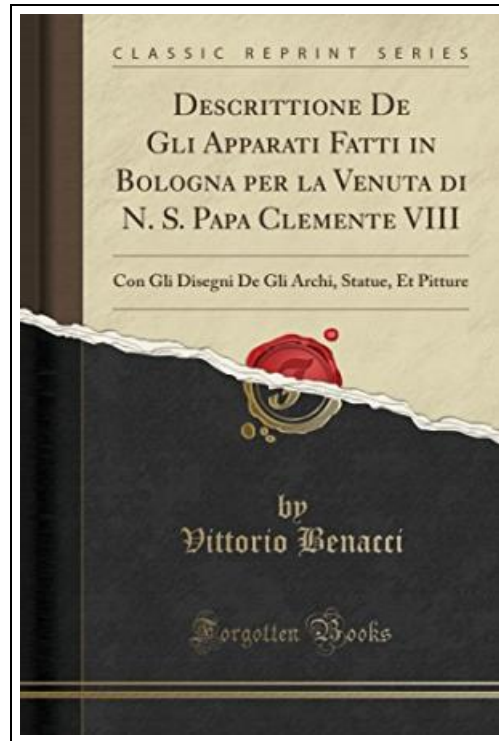 CLASSIC REPRINT SERIES
DESCRITTIONE DE
GLI APPARATI FATTI IN
BOLOGNA PER LA VENUTA DI
N. S. PAPA CLEMENTE VIII
Con Gli Disegni De Gli Archi, Statue, Et Pitture
by
Vittorio Benacci
Forgotten Books